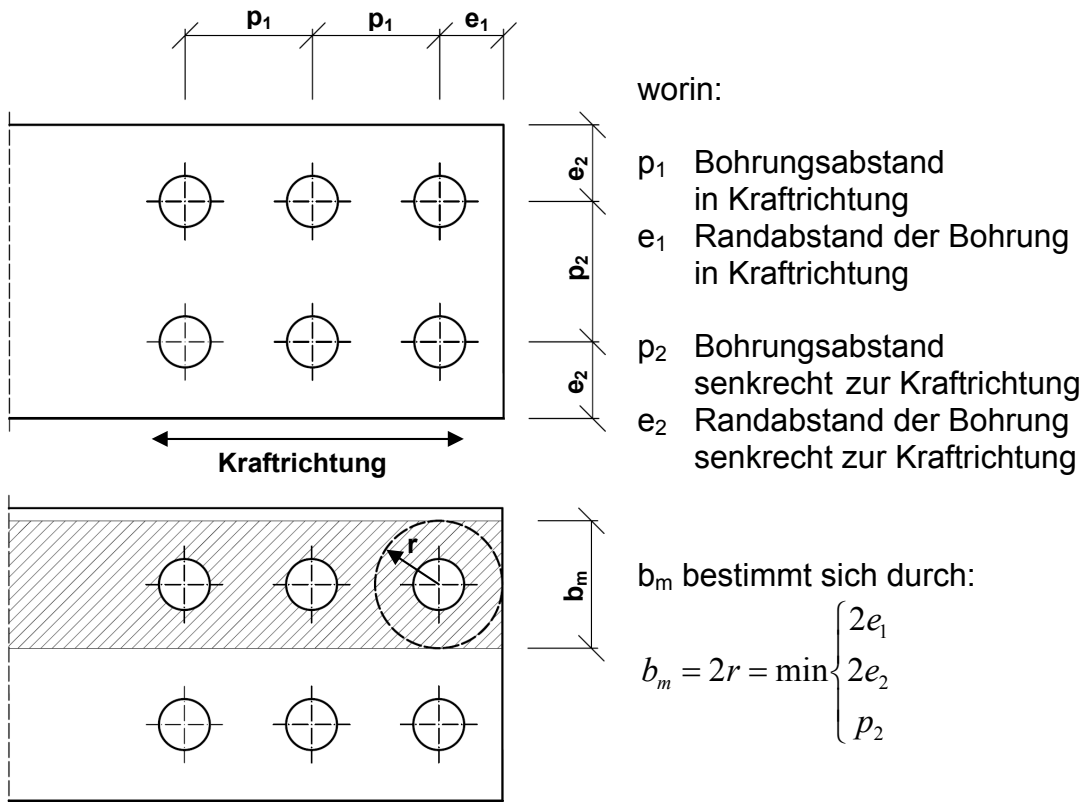 p₁ p₁ e₁
worin:
p₁ Bohrungsabstand
in Kraftrichtung
e₁ Randabstand der Bohrung
in Kraftrichtung
p₂ Bohrungsabstand
senkrecht zur Kraftrichtung
e₂ Randabstand der Bohrung
senkrecht zur Kraftrichtung
e₂
p₂
e₂
Kraftrichtung
r
bₘ
bₘ bestimmt sich durch:
bₘ = 2r = min{
2e₁
2e₂
p₂